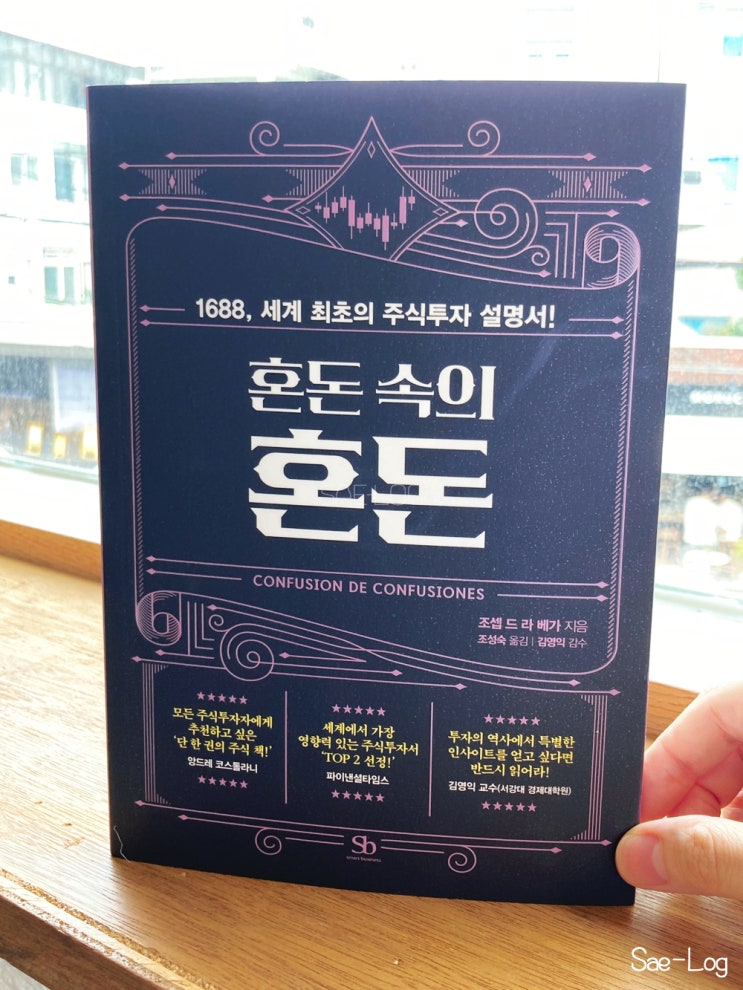 1688, 세계 최초의 주식투자 설명서!
혼돈 속의
혼돈
SAE-LOG
CONFUSION DE CONFUSIONES
조셉 드 라 베가 지음
조성숙 옮김 | 김영익 감수
모든 주식투자자에게
추천하고 싶은
‘단 한 권의 주식 책!’
앙드레 코스톨라니
세계에서 가장
영향력 있는 주식투자서
‘TOP 2 선정!’
파이낸셜타임스
투자의 역사에서 특별한
인사이트를 얻고 싶다면
반드시 읽어라!
김영익 교수(서강대 경제대학원)
Sb
smart business
Sae-Log